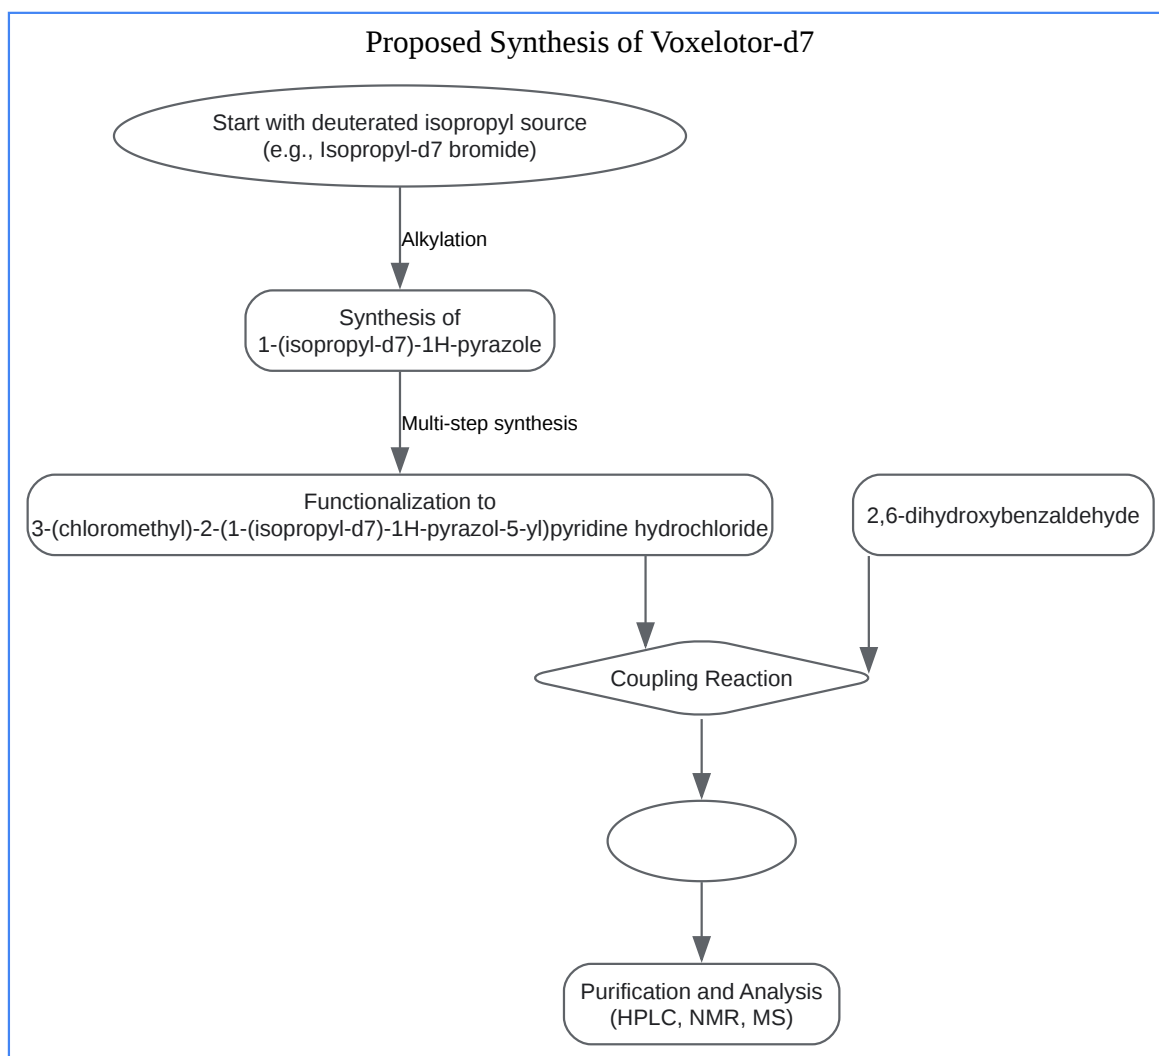 Proposed Synthesis of Voxelotor-d7
Start with deuterated isopropyl source
(e.g., Isopropyl-d7 bromide)
Alkylation
Synthesis of
1-(isopropyl-d7)-1H-pyrazole
Multi-step synthesis
Functionalization to
3-(chloromethyl)-2-(1-(isopropyl-d7)-1H-pyrazol-5-yl)pyridine hydrochloride
2,6-dihydroxybenzaldehyde
Coupling Reaction
Purification and Analysis
(HPLC, NMR, MS)